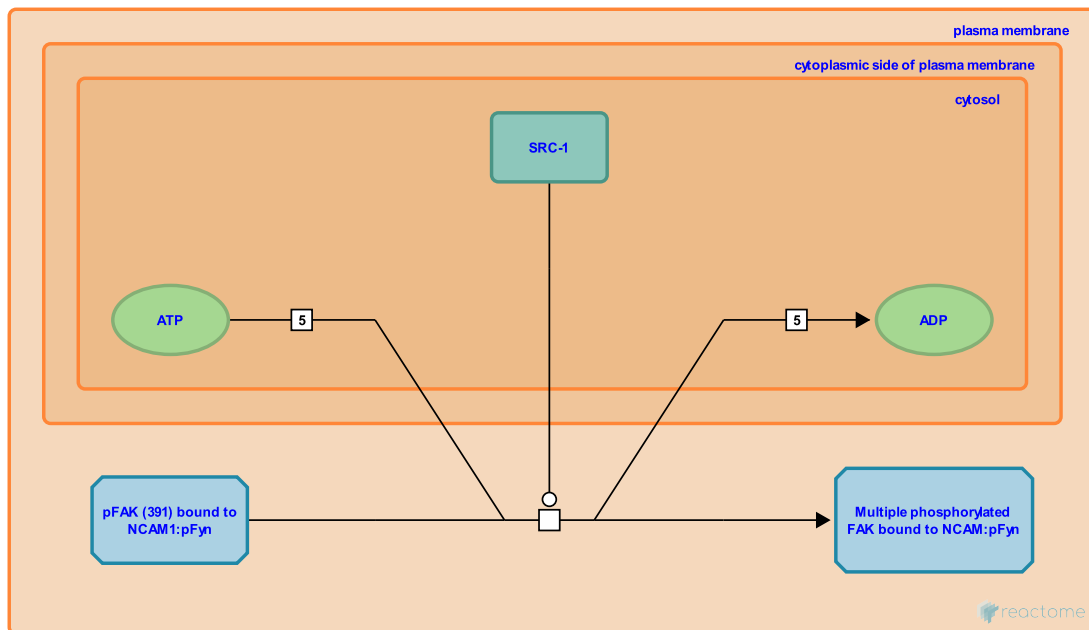 plasma membrane
cytoplasmic side of plasma membrane
cytosol
SRC-1
ATP
5
5
ADP
pFAK (391) bound to
NCAM1:pFyn
Multiple phosphorylated
FAK bound to NCAM:pFyn
reactome